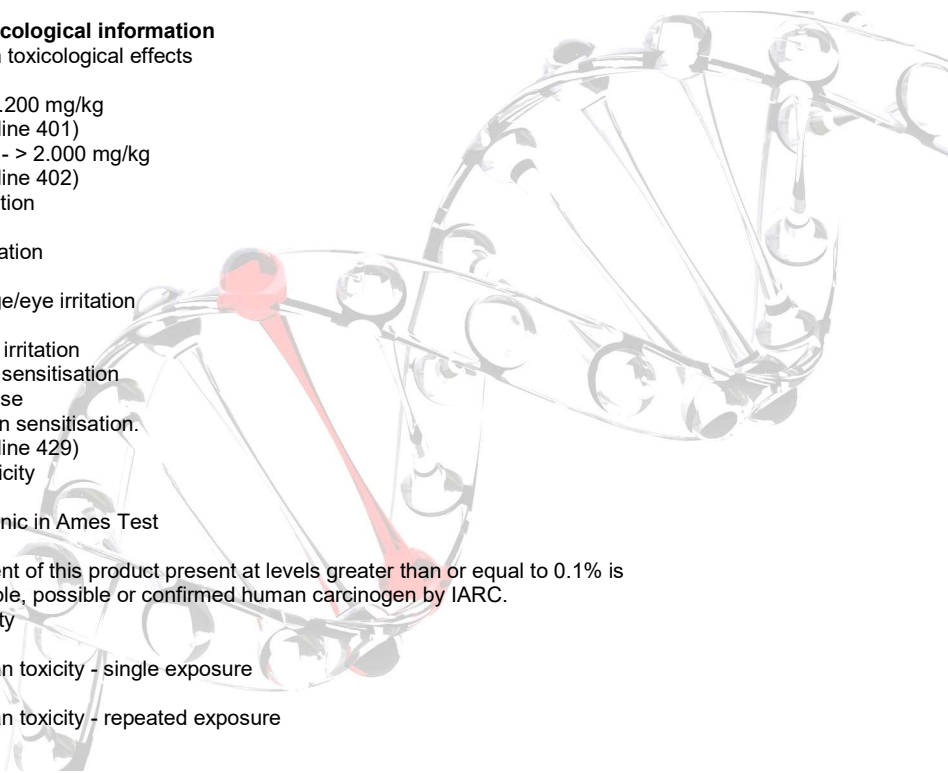 cological information
n toxicological effects
.200 mg/kg
line 401)
- > 2.000 mg/kg
line 402)
tion
ation
ge/eye irritation
irritation
sensitisation
se
n sensitisation.
line 429)
icity
nic in Ames Test
ent of this product present at levels greater than or equal to 0.1% is
ble, possible or confirmed human carcinogen by IARC.
ty
an toxicity - single exposure
an toxicity - repeated exposure